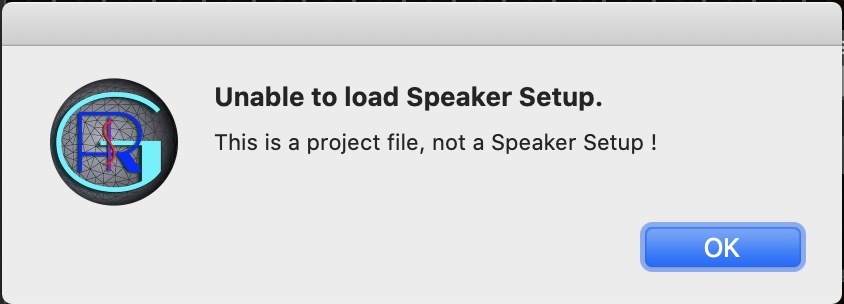 Unable to load Speaker Setup.
This is a project file, not a Speaker Setup !
OK